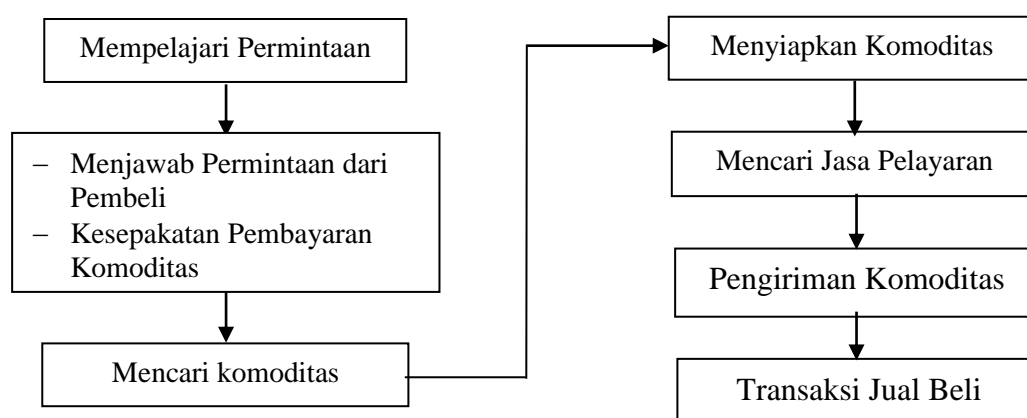 Mempelajari Permintaan
– Menjawab Permintaan dari
Pembeli
– Kesepakatan Pembayaran
Komoditas
Mencari komoditas
Menyiapkan Komoditas
Mencari Jasa Pelayaran
Pengiriman Komoditas
Transaksi Jual Beli